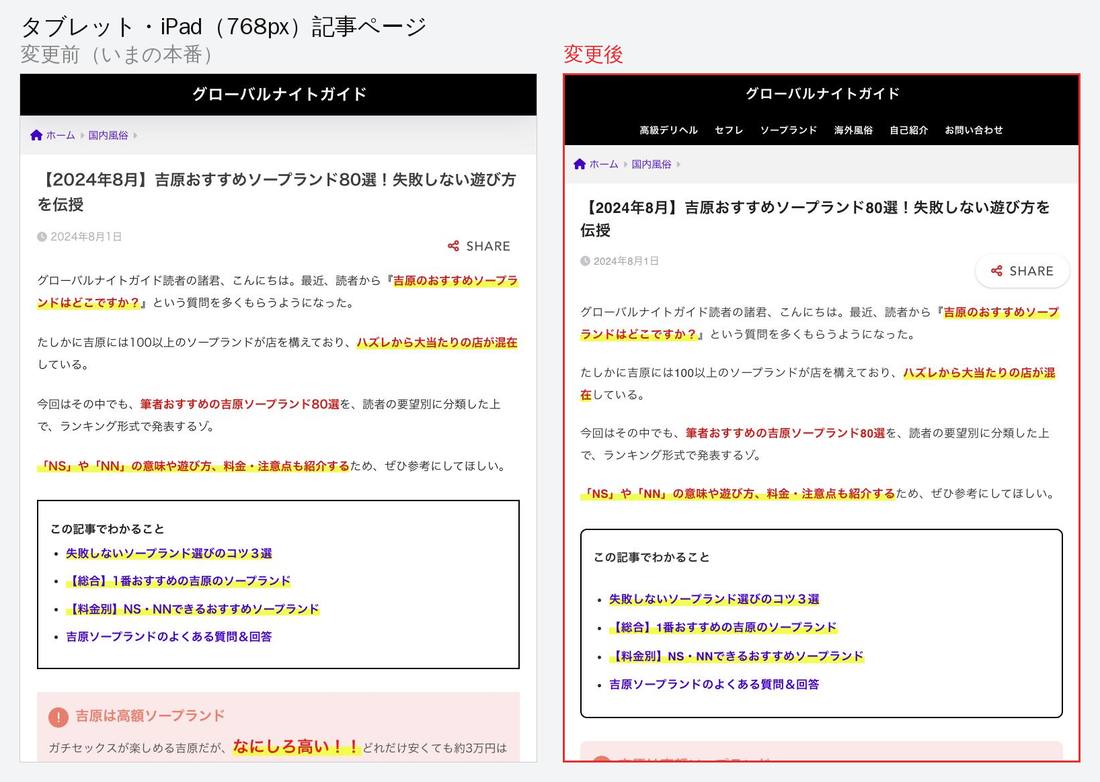 タブレット・iPad（768px）記事ページ
変更前（いまの本番）
グローバルナイトガイド
ホーム
国内風俗
【2024年8月】吉原おすすめソープランド80選！失敗しない遊び方
を伝授
2024年8月1日
SHARE
グローバルナイトガイド読者の諸君、こんにちは。最近、読者から『吉原のおすすめソープラ
ンドはどこですか？』という質問を多くもらうようになった。
たしかに吉原には100以上のソープランドが店を構えており、ハズレから大当たりの店が混在
している。
今回はその中でも、筆者おすすめの吉原ソープランド80選を、読者の要望別に分類した上
で、ランキング形式で発表するゾ。
「NS」や「NN」の意味や遊び方、料金・注意点も紹介するため、ぜひ参考にしてほしい。
この記事でわかること
• 失敗しないソープランド選びのコツ３選
• 【総合】1番おすすめの吉原のソープランド
• 【料金別】NS・NNできるおすすめソープランド
• 吉原ソープランドのよくある質問＆回答
吉原は高額ソープランド
ガチセックスが楽しめる吉原だが、なにしろ高い！！どれだけ安くても約3万円は
変更後
グローバルナイトガイド
高級デリヘル セフレ ソープランド 海外風俗 自己紹介 お問い合わせ
ホーム
国内風俗
【2024年8月】吉原おすすめソープランド80選！失敗しない遊び方を
伝授
2024年8月1日
SHARE
グローバルナイトガイド読者の諸君、こんにちは。最近、読者から『吉原のおすすめソープ
ランドはどこですか？』という質問を多くもらうようになった。
たしかに吉原には100以上のソープランドが店を構えており、ハズレから大当たりの店が混
在している。
今回はその中でも、筆者おすすめの吉原ソープランド80選を、読者の要望別に分類した上
で、ランキング形式で発表するゾ。
「NS」や「NN」の意味や遊び方、料金・注意点も紹介するため、ぜひ参考にしてほしい。
この記事でわかること
• 失敗しないソープランド選びのコツ３選
• 【総合】1番おすすめの吉原のソープランド
• 【料金別】NS・NNできるおすすめソープランド
• 吉原ソープランドのよくある質問＆回答